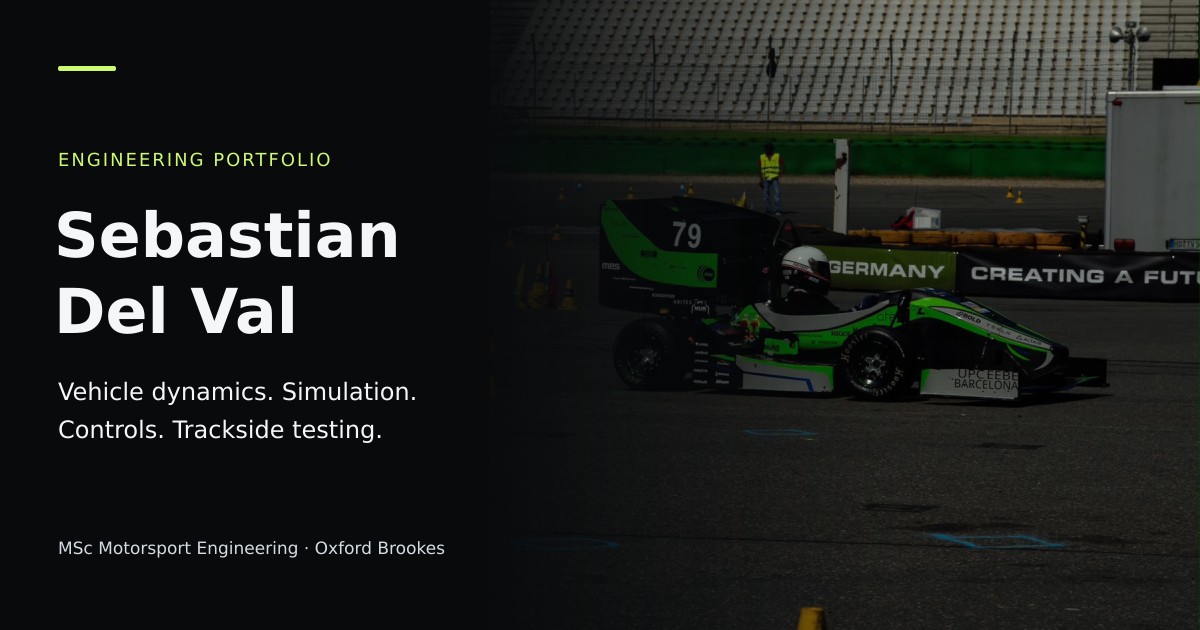 ENGINEERING PORTFOLIO
Sebastian
Del Val
Vehicle dynamics. Simulation.
Controls. Trackside testing.
MSc Motorsport Engineering · Oxford Brookes
79
GERMANY
CREATING A FUTU
UPC EEBE
BARCELONA